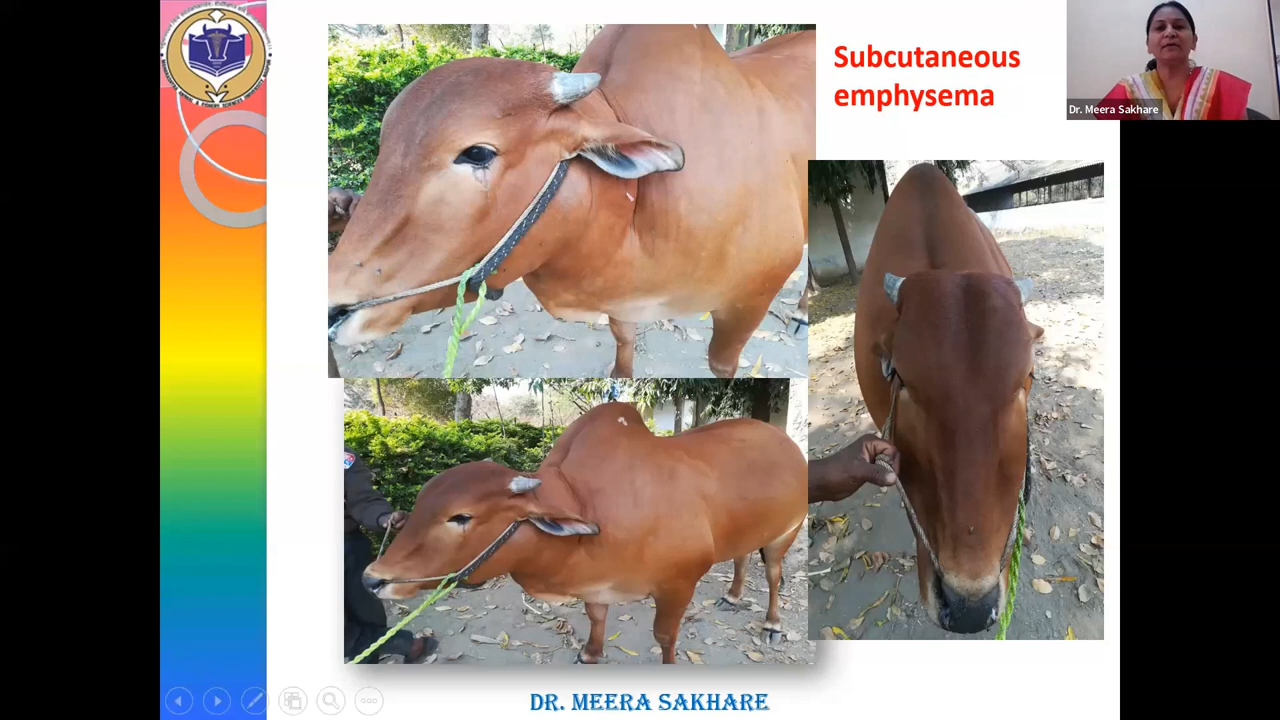 Subcutaneous
emphysema
Dr. Meera Sakhare
DR. MEERA SAKHARE